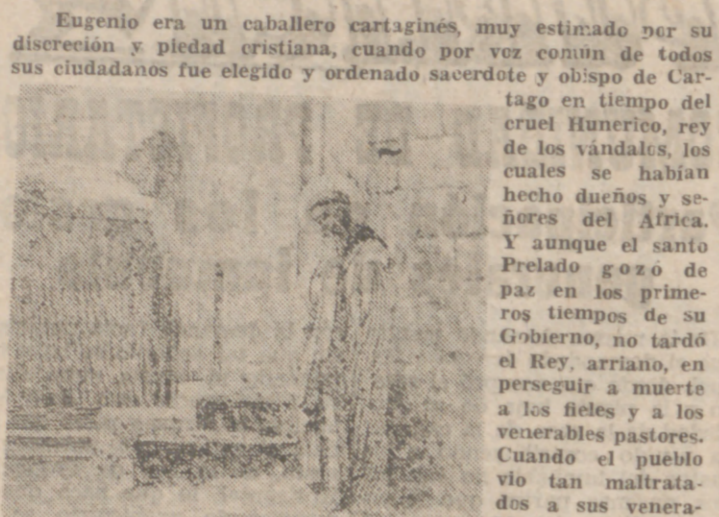 Eugenio era un caballero cartaginés, muy estimado por su
discreción y piedad cristiana, cuando por voz común de todos
sus ciudadanos fue elegido y ordenado sacerdote y obispo de Car-
tago en tiempo del
cruel Hunerico, rey
de los vándalos, los
cuales se habían
hecho dueños y se-
ñores del Africa.
Y aunque el santo
Prelado gozó de
paz en los prime-
ros tiempos de su
Gobierno, no tardó
el Rey, arriano, en
perseguir a muerte
a los fieles y a los
venerables pastores.
Cuando el pueblo
vio tan maltrata-
dos a sus venera-